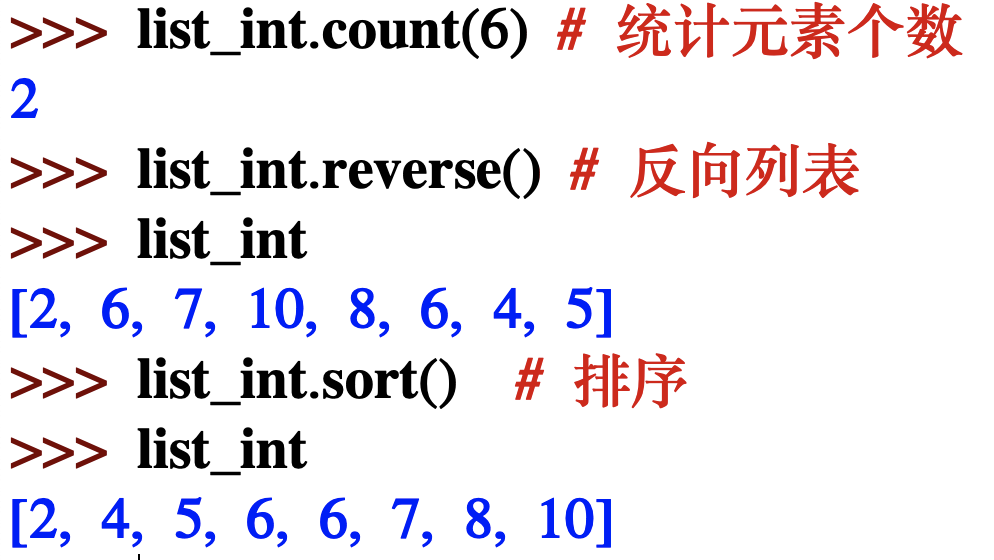 >>> list_int.count(6) # 统计元素个数
2
>>> list_int.reverse() # 反向列表
>>> list_int
[2, 6, 7, 10, 8, 6, 4, 5]
>>> list_int.sort() # 排序
>>> list_int
[2, 4, 5, 6, 6, 7, 8, 10]